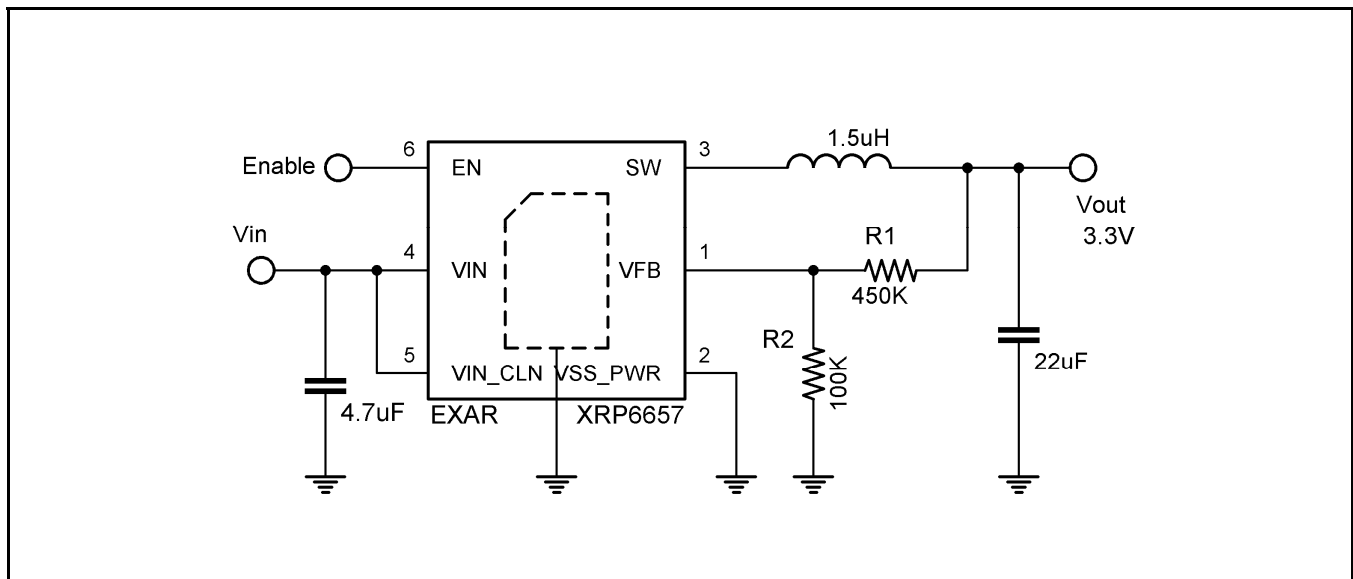 1.5uH
6
3
Enable
EN
SW
Vout
3.3V
Vin
R1
4
1
VIN
VFB
450K
R2
100K
5
2
VIN_CLN
VSS_PWR
22uF
4.7uF
EXAR
XRP6657